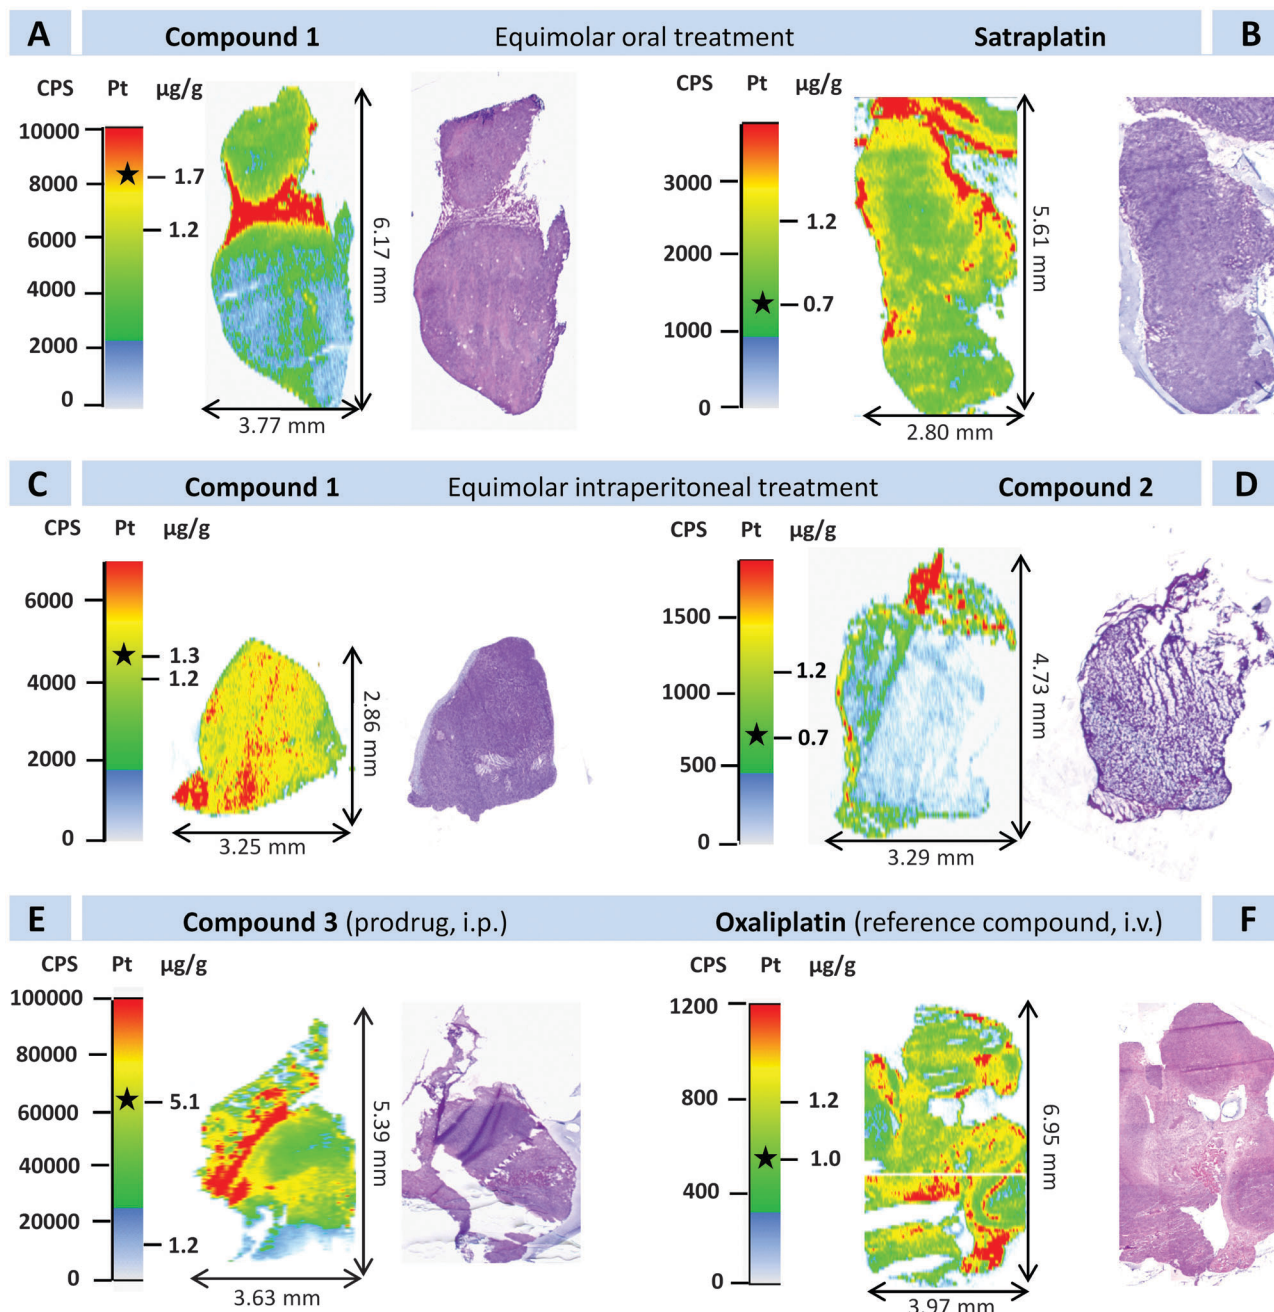 A Compound 1 Equimolar oral treatment Satraplatin B
CPS Pt µg/g
10000
8000
6000
4000
2000
0
1.7
1.2
6.17 mm
3.77 mm
CPS Pt µg/g
3000
2000
1000
0
1.2
0.7
5.61 mm
2.80 mm
C Compound 1 Equimolar intraperitoneal treatment Compound 2 D
CPS Pt µg/g
6000
4000
2000
0
1.3
1.2
2.86 mm
3.25 mm
CPS Pt µg/g
1500
1000
500
0
1.2
0.7
4.73 mm
3.29 mm
E Compound 3 (prodrug, i.p.) Oxaliplatin (reference compound, i.v.) F
CPS Pt µg/g
100000
80000
60000
40000
20000
0
5.1
1.2
5.39 mm
3.63 mm
CPS Pt µg/g
1200
800
400
0
1.2
1.0
6.95 mm
3.97 mm